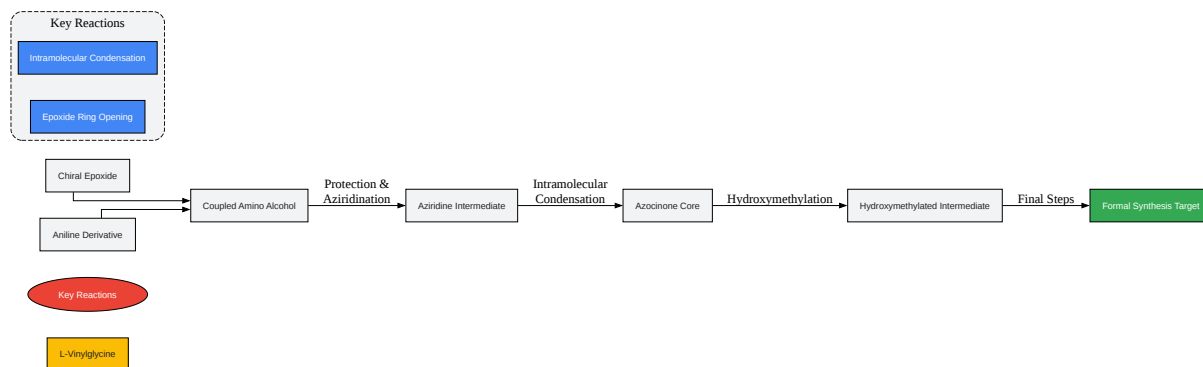 Key Reactions
Intramolecular Condensation
Epoxide Ring Opening
Chiral Epoxide
Aniline Derivative
Coupled Amino Alcohol
Protection &
Aziridination
Aziridine Intermediate
Intramolecular
Condensation
Azocinone Core
Hydroxymethylation
Hydroxymethylated Intermediate
Final Steps
Formal Synthesis Target
Key Reactions
L-Vinylglycine